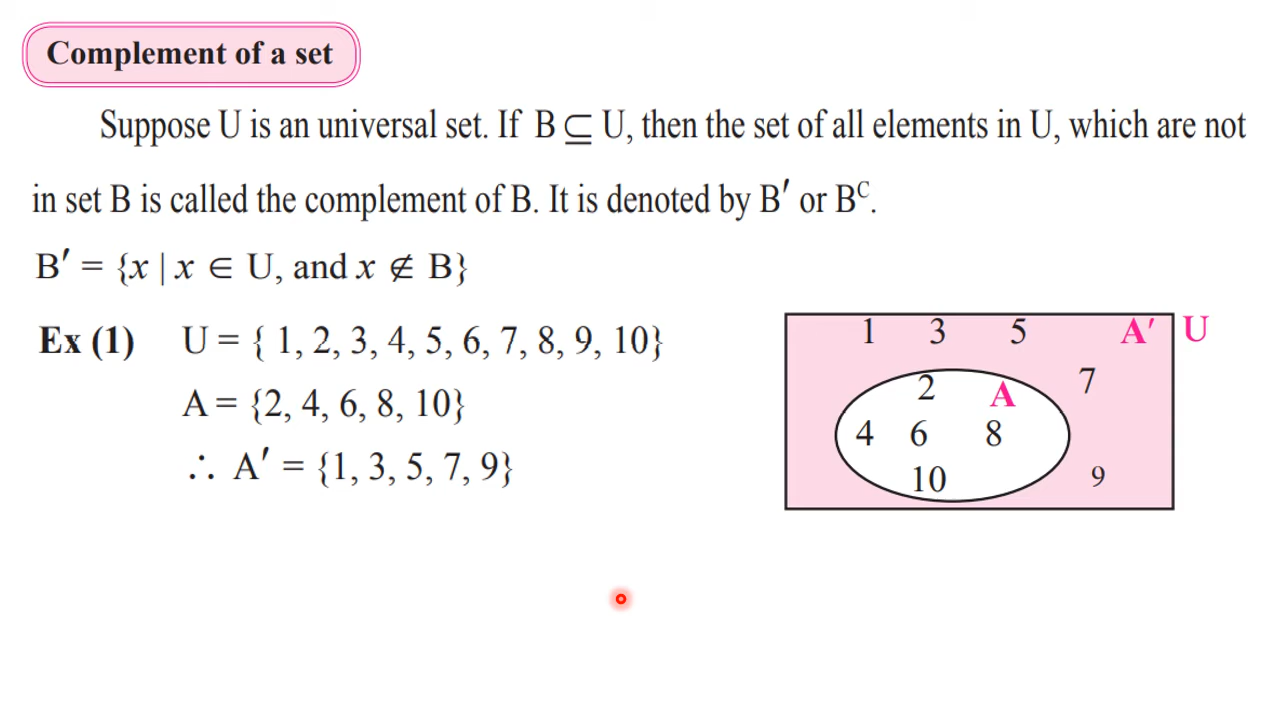 Complement of a set
Suppose U is an universal set. If B ⊆ U, then the set of all elements in U, which are not
in set B is called the complement of B. It is denoted by B′ or Bᶜ.
B′ = {x | x ∈ U, and x ∉ B}
Ex (1) U = { 1, 2, 3, 4, 5, 6, 7, 8, 9, 10}
A = {2, 4, 6, 8, 10}
∴ A′ = {1, 3, 5, 7, 9}
1 3 5 A′ U
2 A 7
4 6 8
10 9